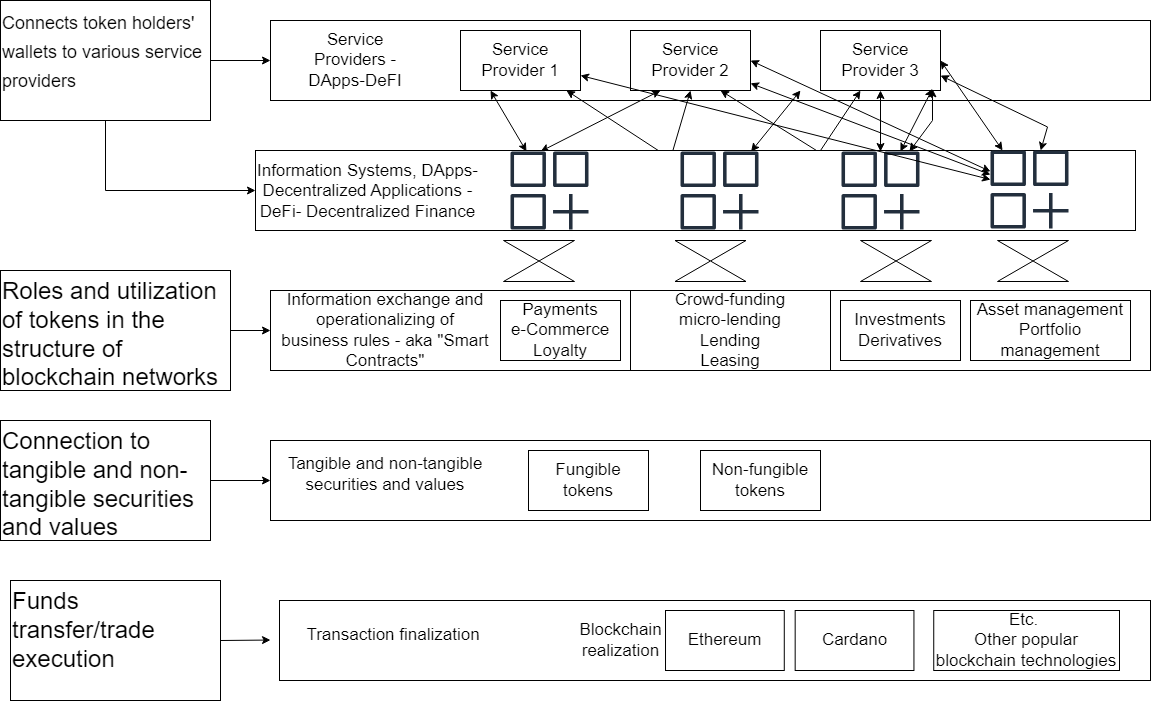 Connects token holders'
wallets to various service
providers
Service
Providers -
DApps-DeFI
Service
Provider 1
Service
Provider 2
Service
Provider 3
Information Systems, DApps-
Decentralized Applications -
DeFi- Decentralized Finance
Roles and utilization
of tokens in the
structure of
blockchain networks
Information exchange and
operationalizing of
business rules - aka "Smart
Contracts"
Payments
e-Commerce
Loyalty
Crowd-funding
micro-lending
Lending
Leasing
Investments
Derivatives
Asset management
Portfolio
management
Connection to
tangible and non-
tangible securities
and values
Tangible and non-tangible
securities and values
Fungible
tokens
Non-fungible
tokens
Funds
transfer/trade
execution
Transaction finalization
Blockchain
realization
Ethereum
Cardano
Etc.
Other popular
blockchain technologies